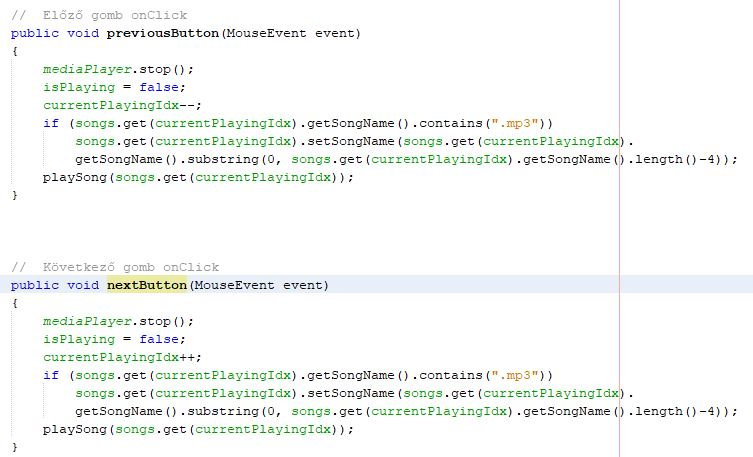 //  Előző gomb onClick
public void previousButton(MouseEvent event)
{
    mediaPlayer.stop();
    isPlaying = false;
    currentPlayingIdx--;
    if (songs.get(currentPlayingIdx).getSongName().contains(".mp3"))
        songs.get(currentPlayingIdx).setSongName(songs.get(currentPlayingIdx).
        getSongName().substring(0, songs.get(currentPlayingIdx).getSongName().length()-4));
    playSong(songs.get(currentPlayingIdx));
}
//  Következő gomb onClick
public void nextButton(MouseEvent event)
{
    mediaPlayer.stop();
    isPlaying = false;
    currentPlayingIdx++;
    if (songs.get(currentPlayingIdx).getSongName().contains(".mp3"))
        songs.get(currentPlayingIdx).setSongName(songs.get(currentPlayingIdx).
        getSongName().substring(0, songs.get(currentPlayingIdx).getSongName().length()-4));
    playSong(songs.get(currentPlayingIdx));
}